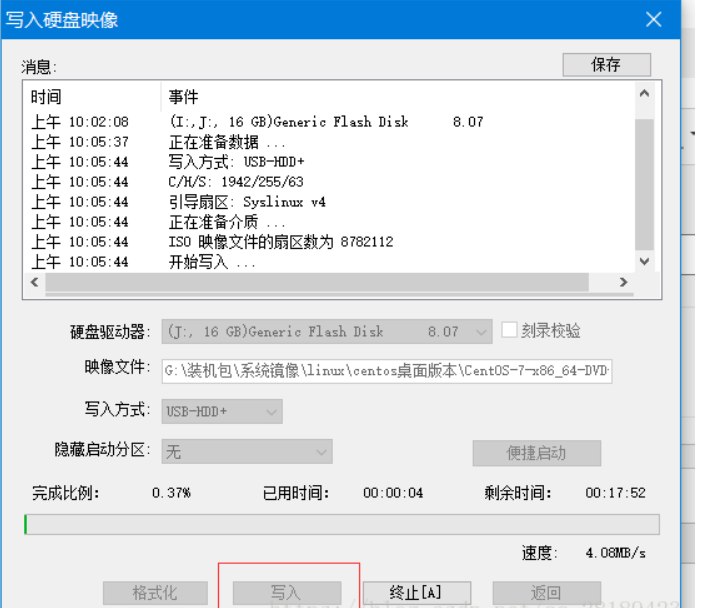 写入硬盘映像
消息:
保存
时间 事件
上午 10:02:08 (I:,J:, 16 GB)Generic Flash Disk 8.07
上午 10:05:37 正在准备数据 ...
上午 10:05:44 写入方式: USB-HDD+
上午 10:05:44 C/H/S: 1942/255/63
上午 10:05:44 引导扇区: Syslinux v4
上午 10:05:44 正在准备介质 ...
上午 10:05:44 ISO 映像文件的扇区数为 8782112
上午 10:05:44 开始写入 ...
硬盘驱动器: (J:, 16 GB)Generic Flash Disk 8.07 刻录校验
映像文件: G:\装机包\系统镜像\linux\centos桌面版本\CentOS-7-x86_64-DVD-
写入方式: USB-HDD+
隐藏启动分区: 无 便捷启动
完成比例: 0.37% 已用时间: 00:00:04 剩余时间: 00:17:52
速度: 4.08MB/s
格式化 写入 终止[A] 返回